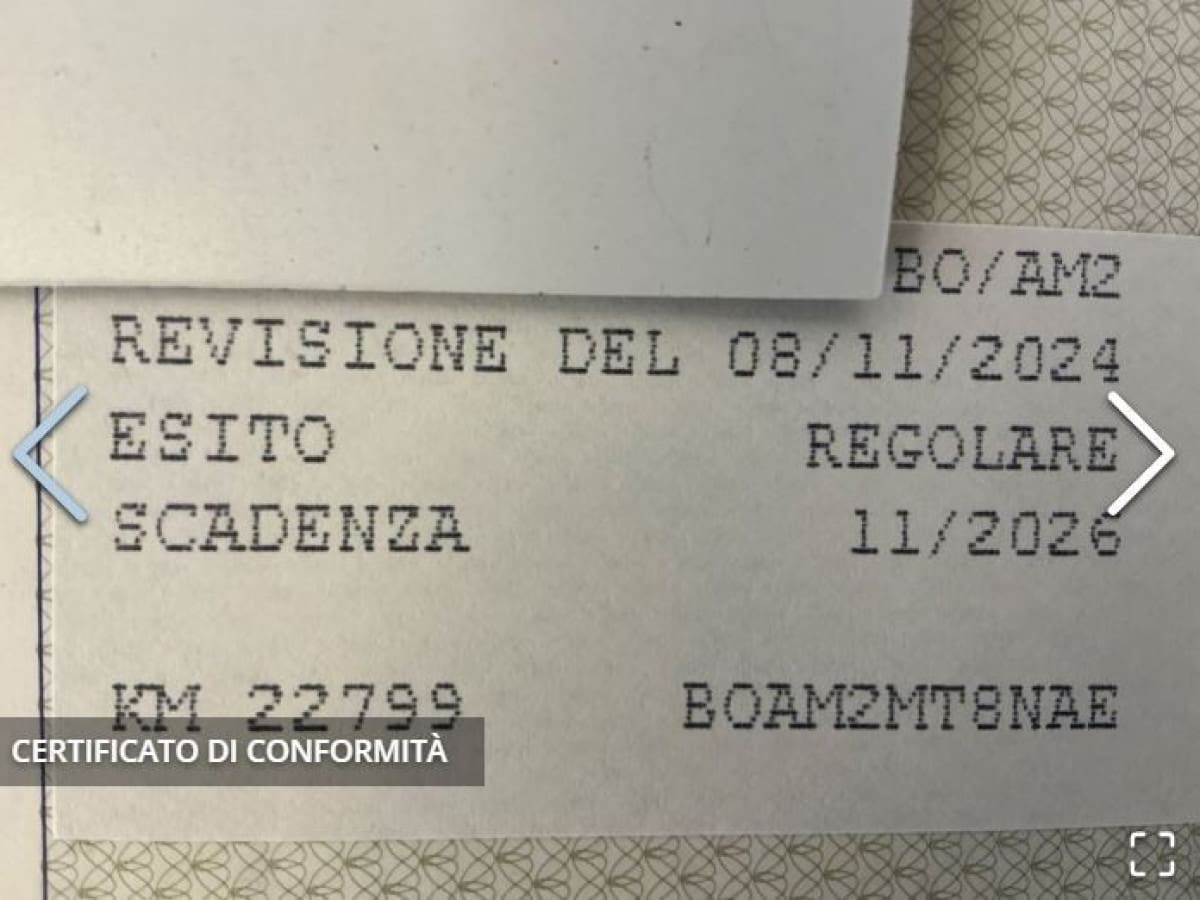 BO/AM2
REVISIONE DEL 08/11/2024
ESITO REGOLARE
SCADENZA 11/2026
KM 22799 BOAM2MT8NAE
CERTIFICATO DI CONFORMITÀ